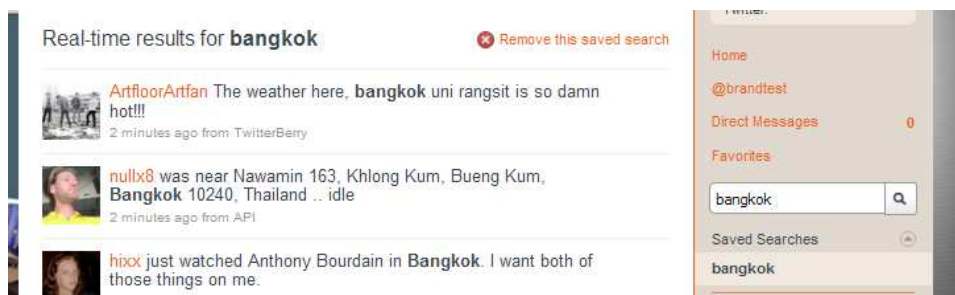 Real-time results for bangkok
Remove this saved search
ArtfloorArtfan The weather here, bangkok uni rangsit is so damn
hot!!!
2 minutes ago from TwitterBerry
nullx8 was near Nawamin 163, Khlong Kum, Bueng Kum,
Bangkok 10240, Thailand .. idle
2 minutes ago from API
hixx just watched Anthony Bourdain in Bangkok. I want both of
those things on me.
Twitter.
Home
@brandtest
Direct Messages 0
Favorites
bangkok
Saved Searches
bangkok